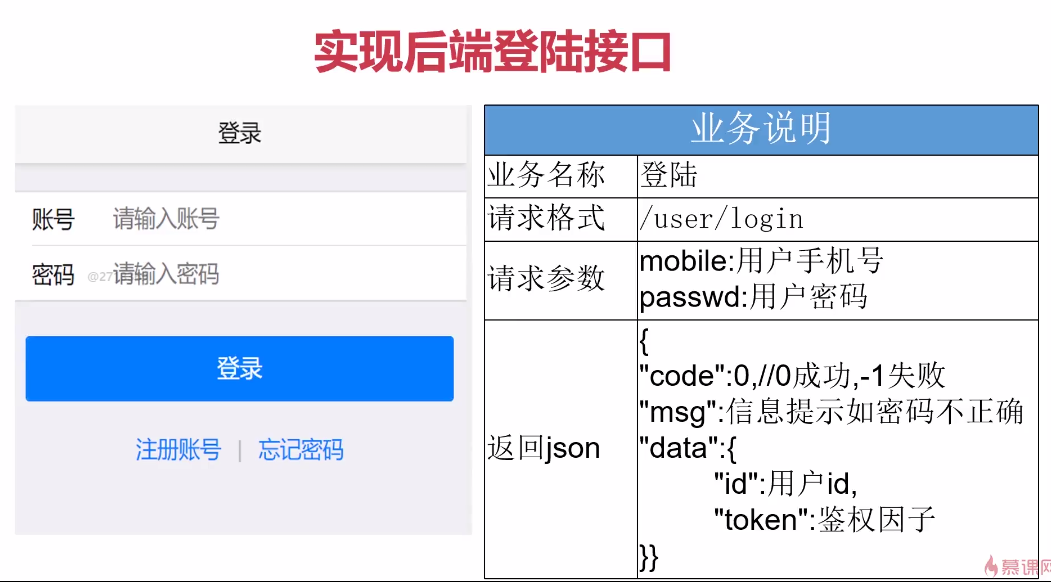 实现后端登陆接口
登录
账号 请输入账号
密码 @27请输入密码
登录
注册账号 | 忘记密码
业务说明
业务名称 登陆
请求格式 /user/login
请求参数 mobile:用户手机号
passwd:用户密码
返回json {
"code":0,//0成功,-1失败
"msg":信息提示如密码不正确
"data":{
"id":用户id,
"token":鉴权因子
}}
慕课网